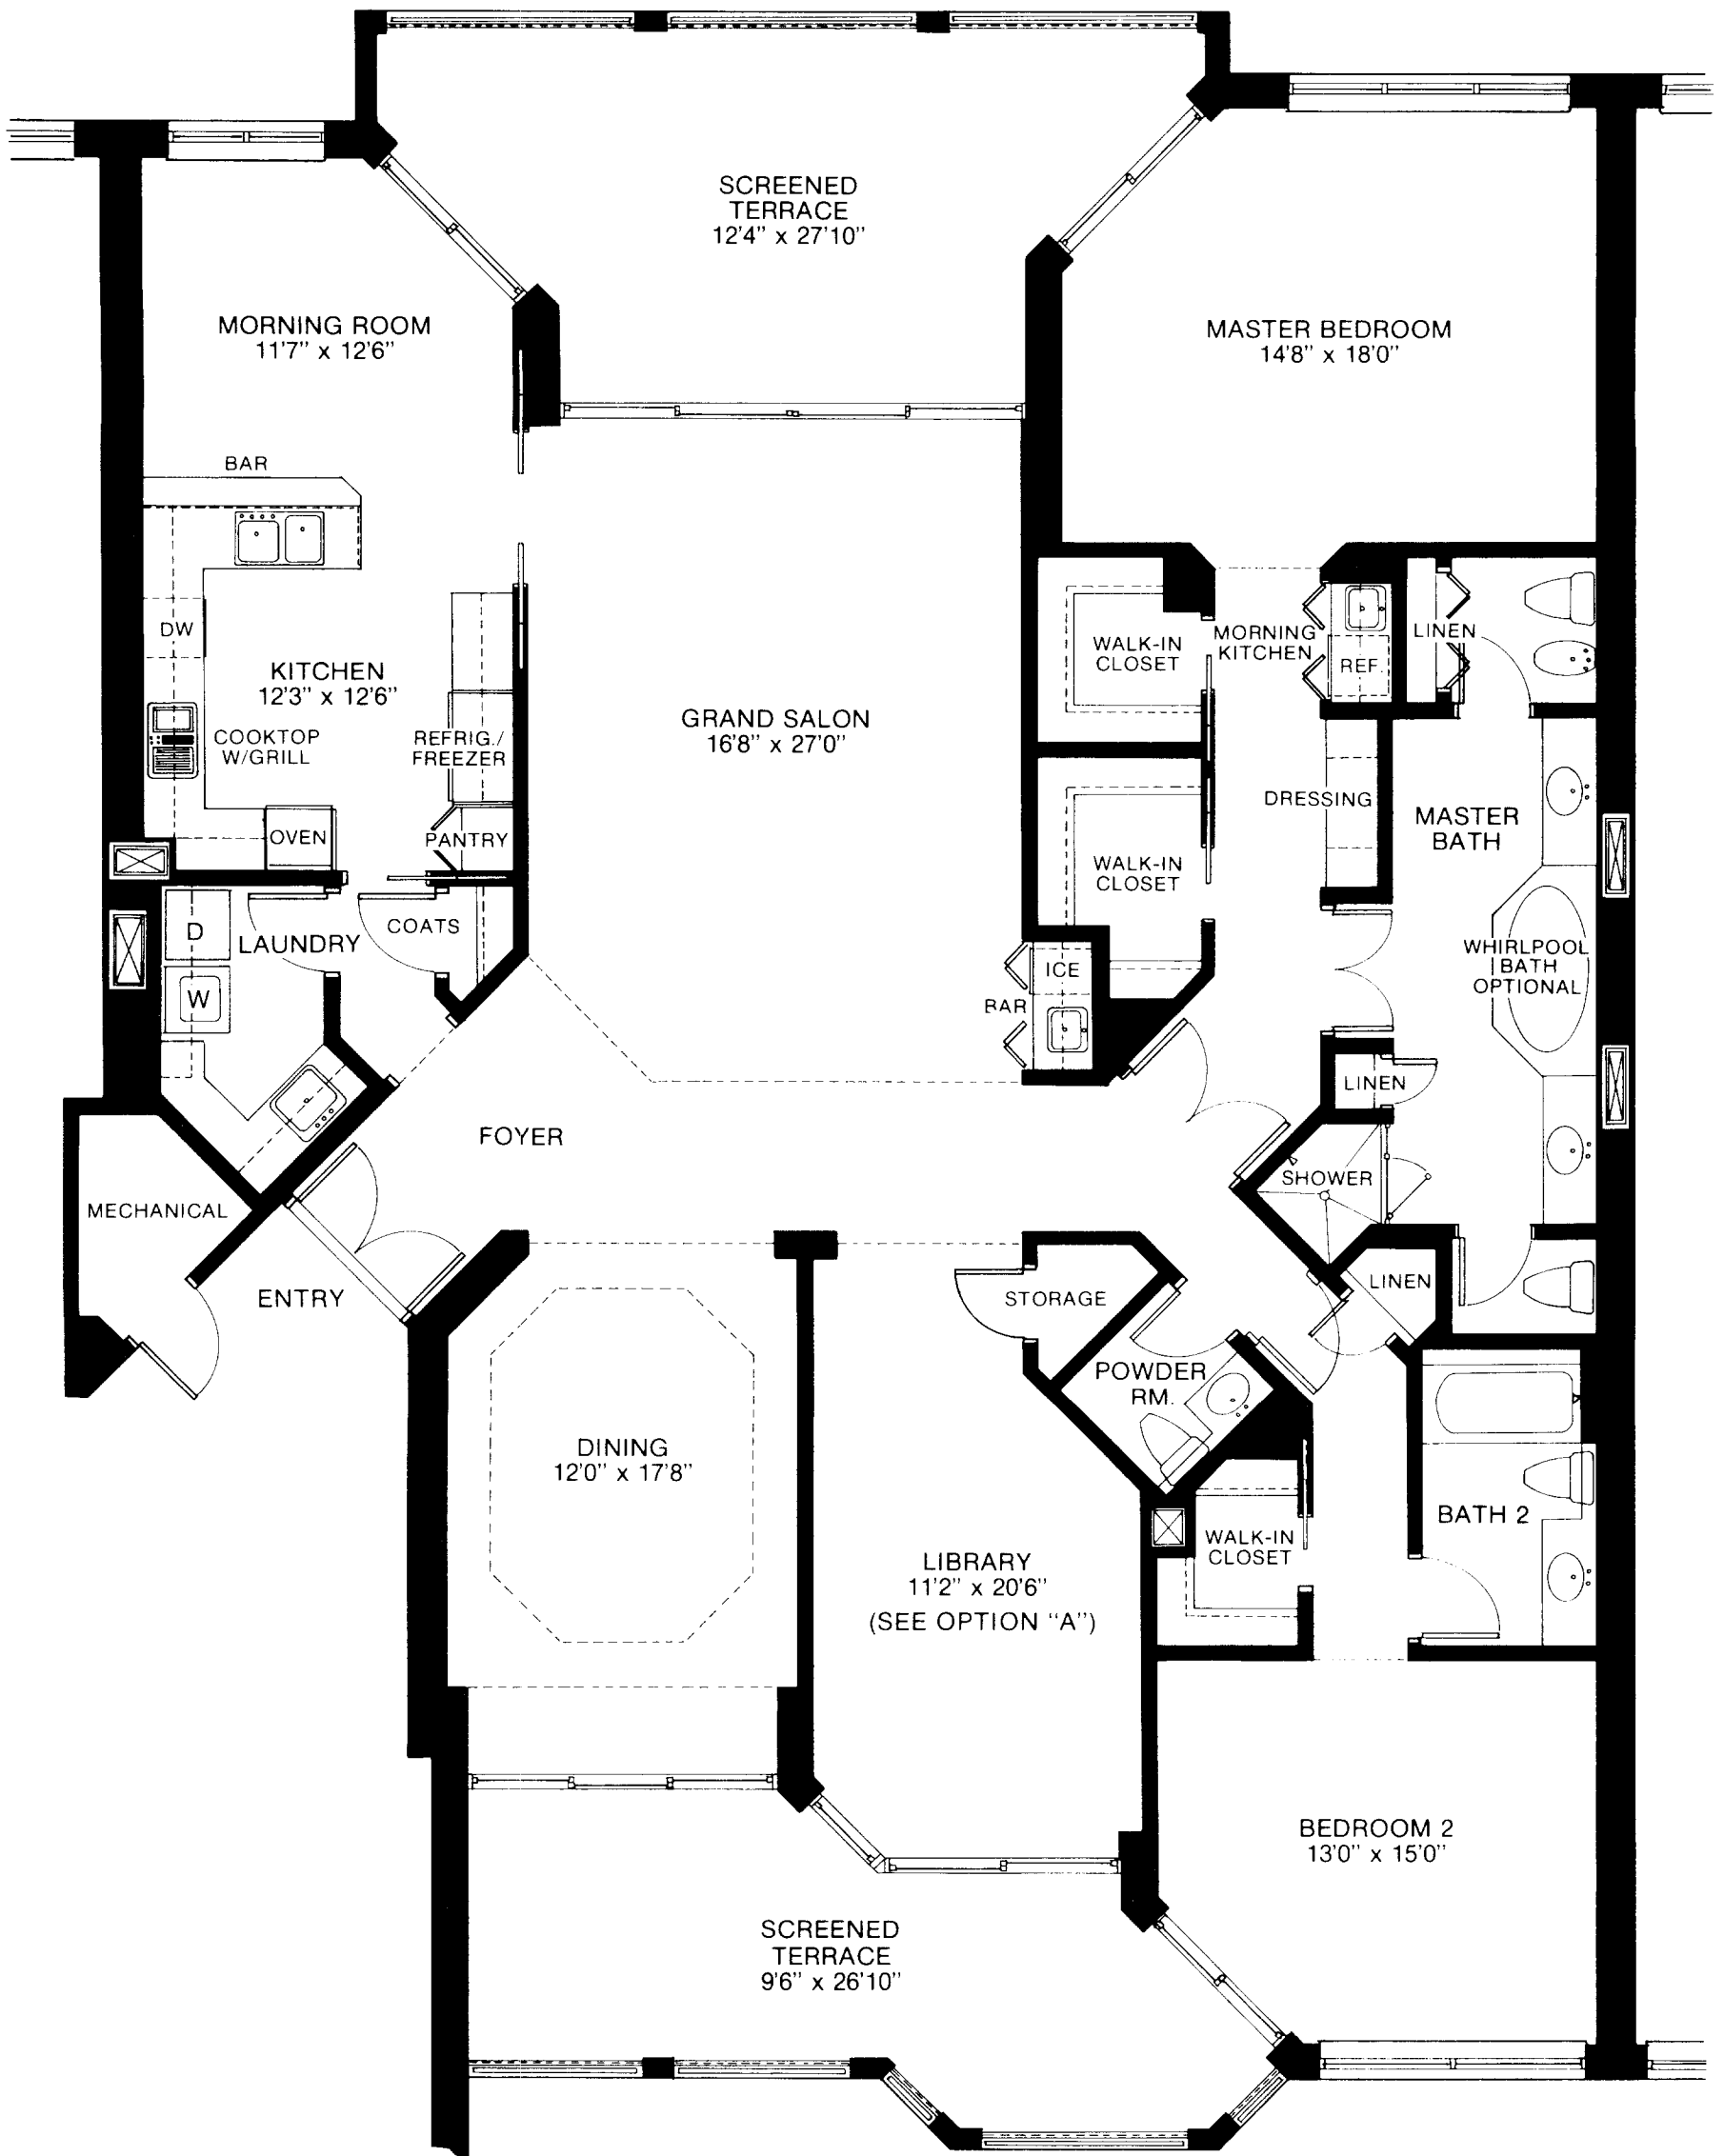 SCREENED
TERRACE
12'4" x 27'10"
MORNING ROOM
11'7" x 12'6"
MASTER BEDROOM
14'8" x 18'0"
BAR
DW
KITCHEN
12'3" x 12'6"
COOKTOP
W/GRILL
REFRIG./
FREEZER
OVEN
PANTRY
GRAND SALON
16'8" x 27'0"
WALK-IN
CLOSET
MORNING
KITCHEN
REF.
LINEN
DRESSING
MASTER
BATH
WALK-IN
CLOSET
D
LAUNDRY
COATS
W
ICE
BAR
WHIRLPOOL
BATH
OPTIONAL
LINEN
FOYER
SHOWER
MECHANICAL
ENTRY
STORAGE
LINEN
POWDER
RM.
DINING
12'0" x 17'8"
BATH 2
WALK-IN
CLOSET
LIBRARY
11'2" x 20'6"
(SEE OPTION "A")
BEDROOM 2
13'0" x 15'0"
SCREENED
TERRACE
9'6" x 26'10"